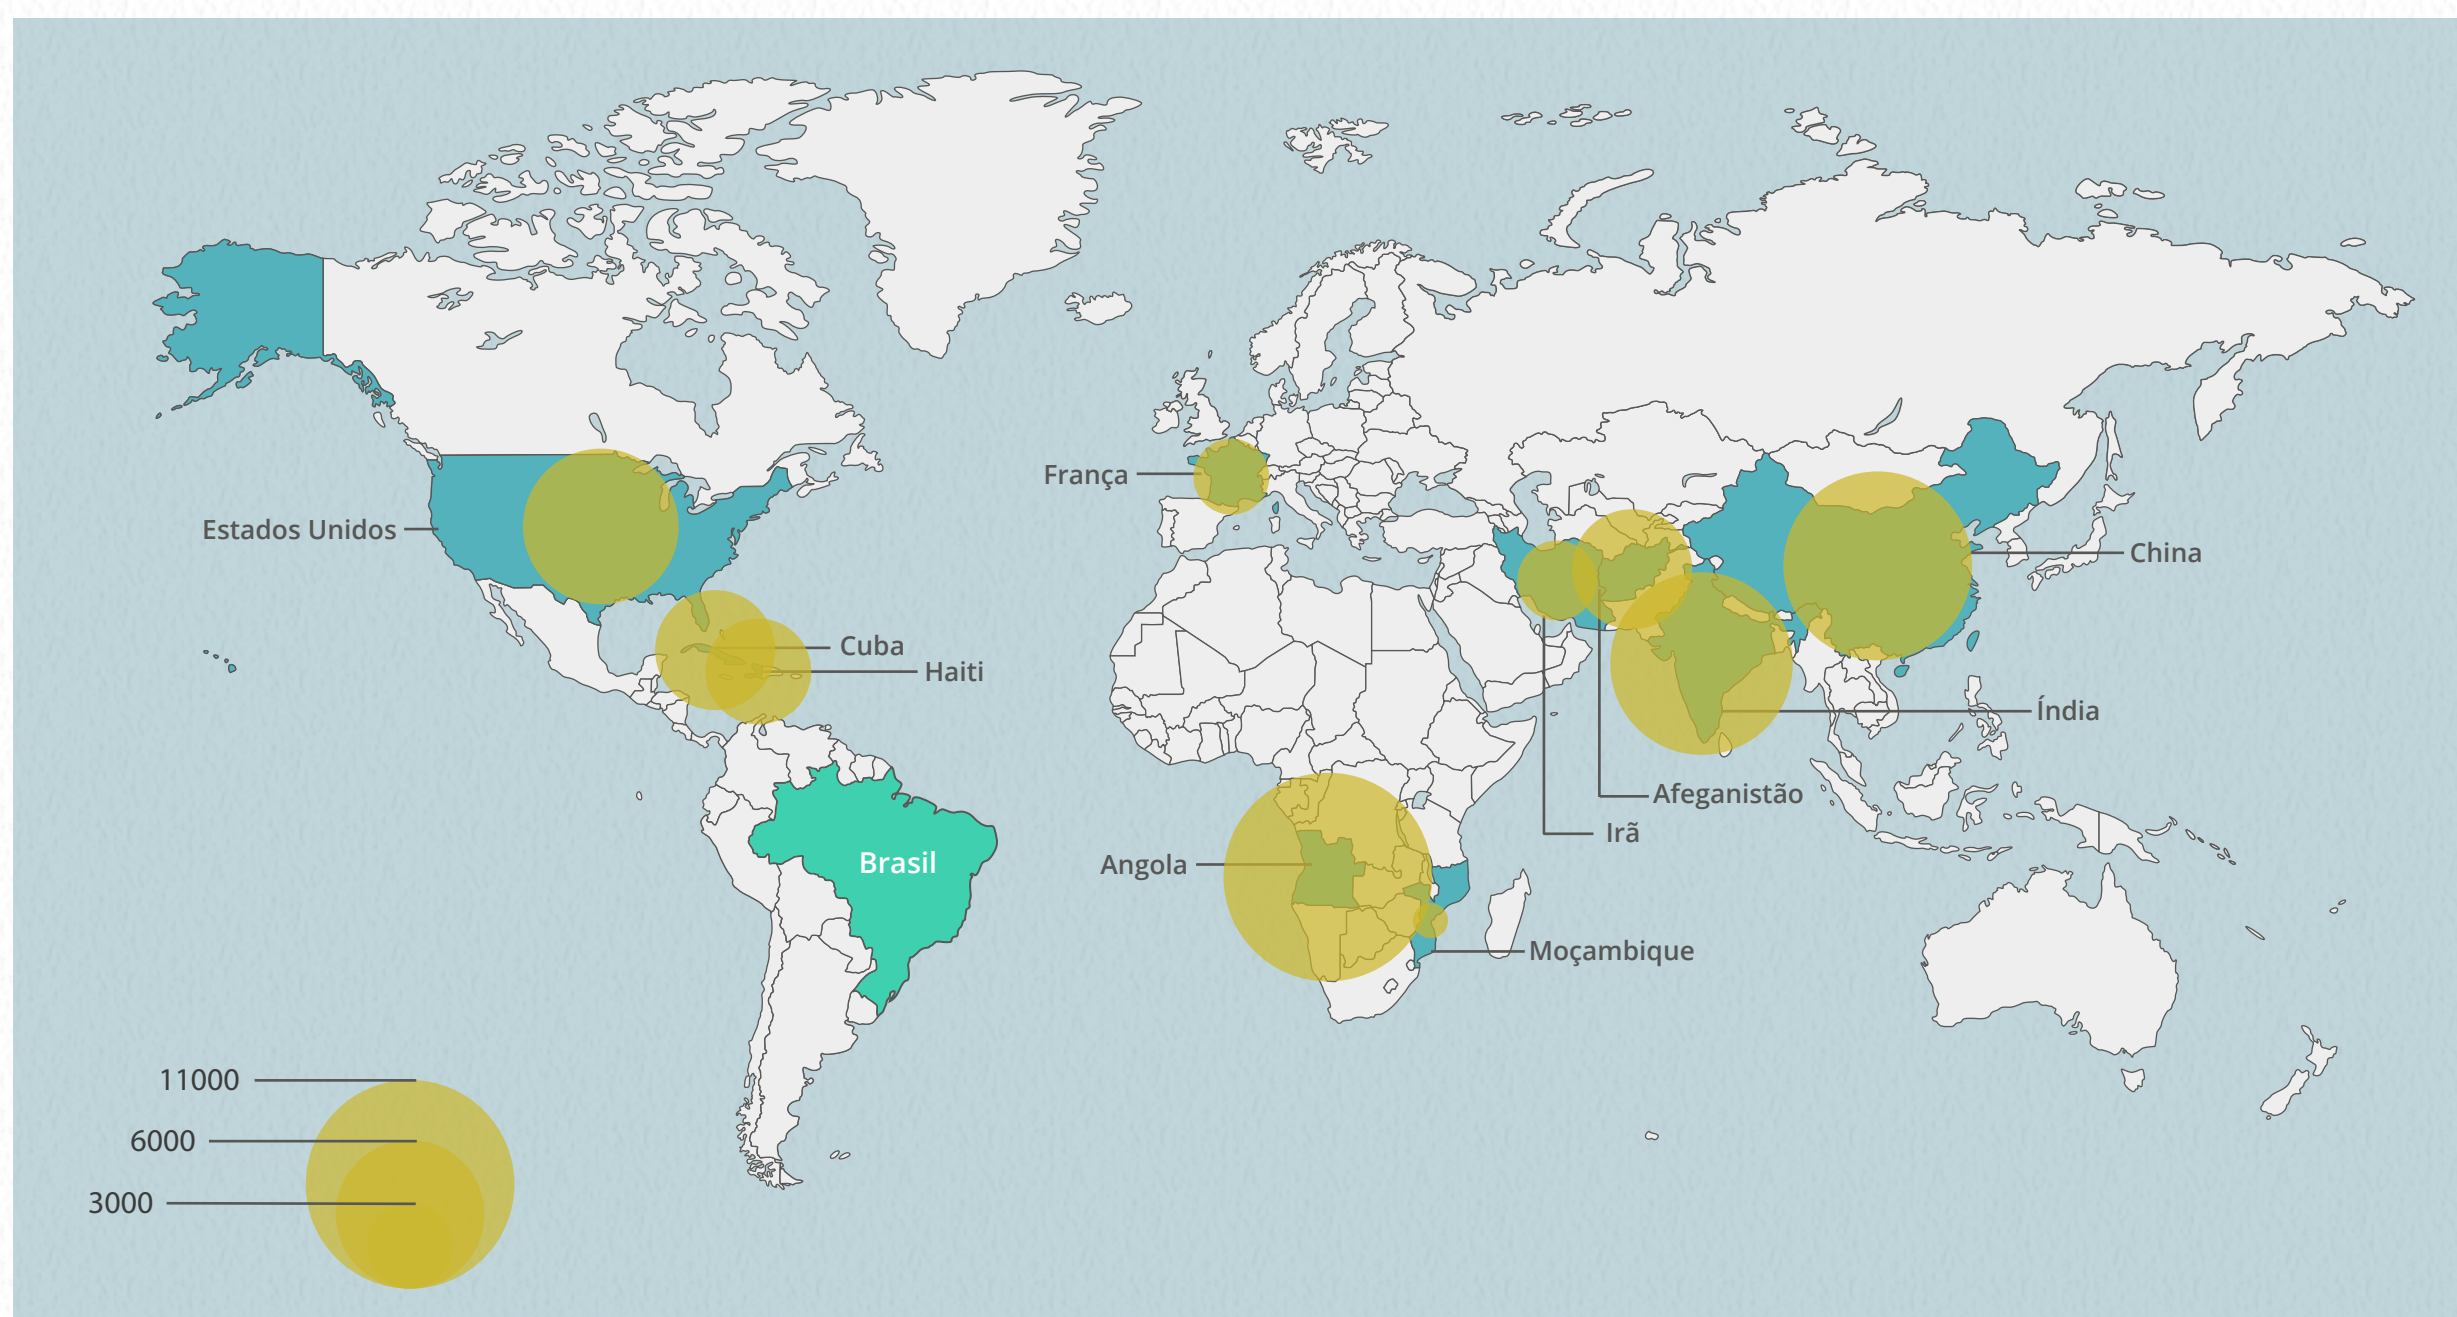 França
Estados Unidos
China
Cuba
Haiti
Índia
Afeganistão
Irã
Brasil
Angola
Moçambique
11000
6000
3000